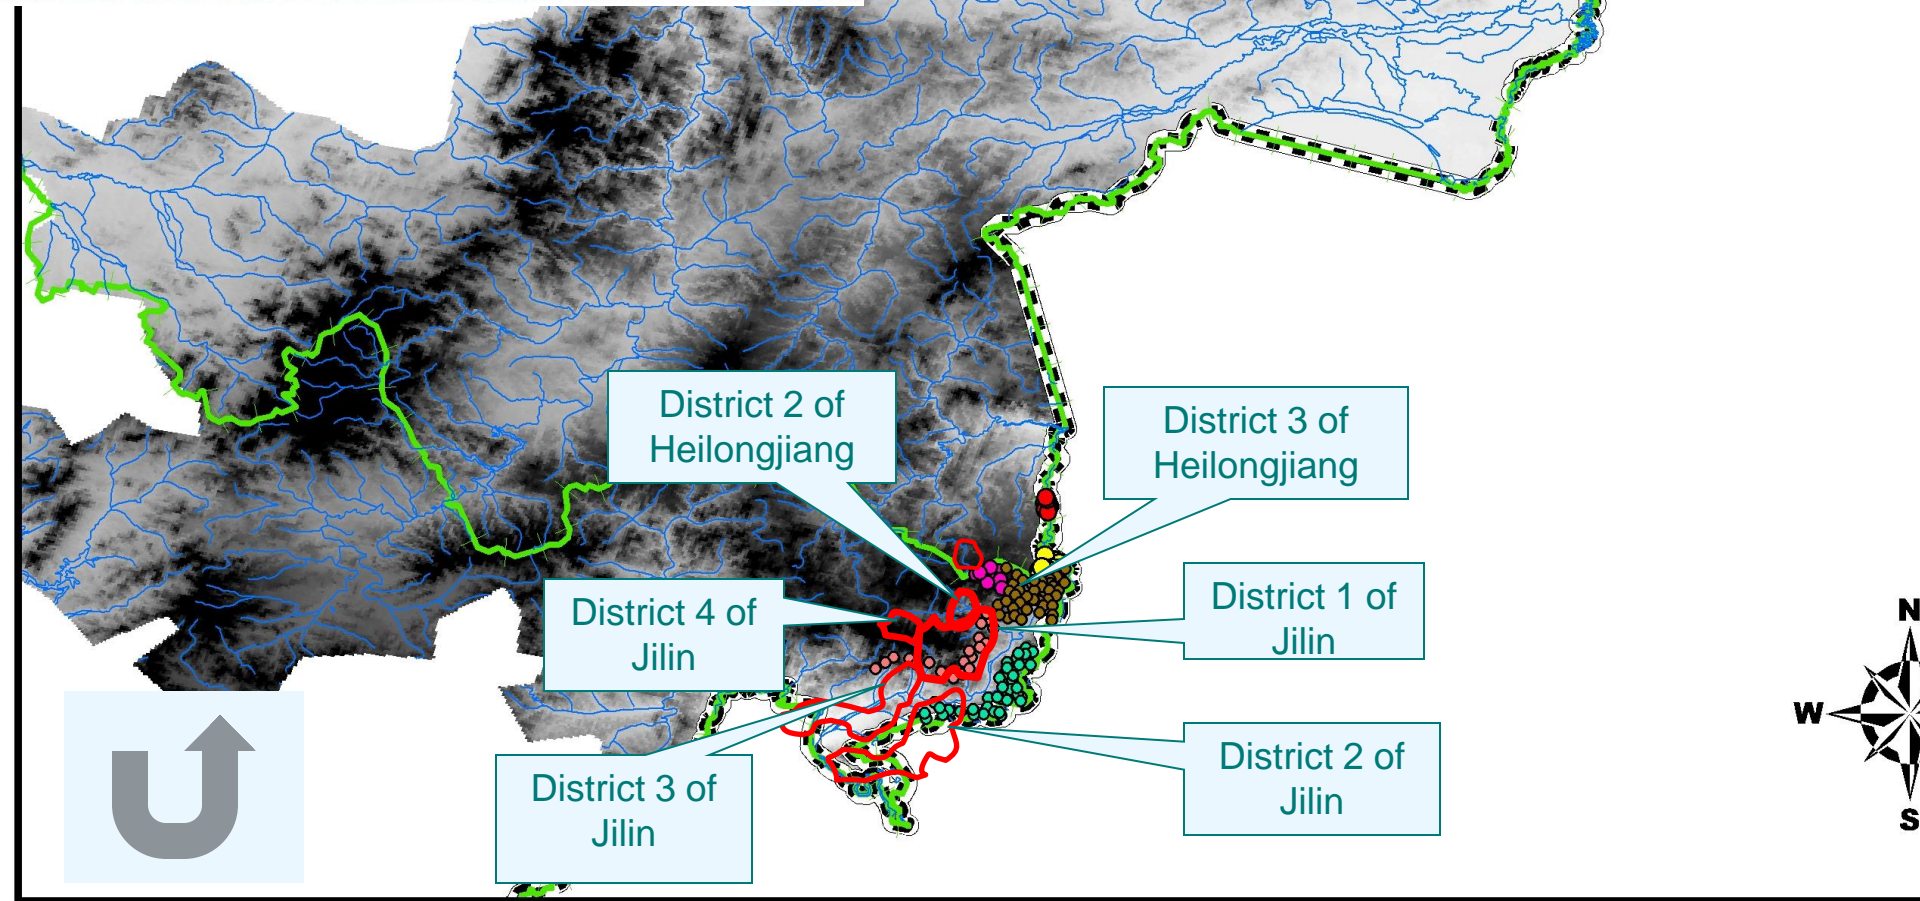 District 2 of
Heilongjiang
District 3 of
Heilongjiang
District 4 of
Jilin
District 1 of
Jilin
District 3 of
Jilin
District 2 of
Jilin
N
W
S